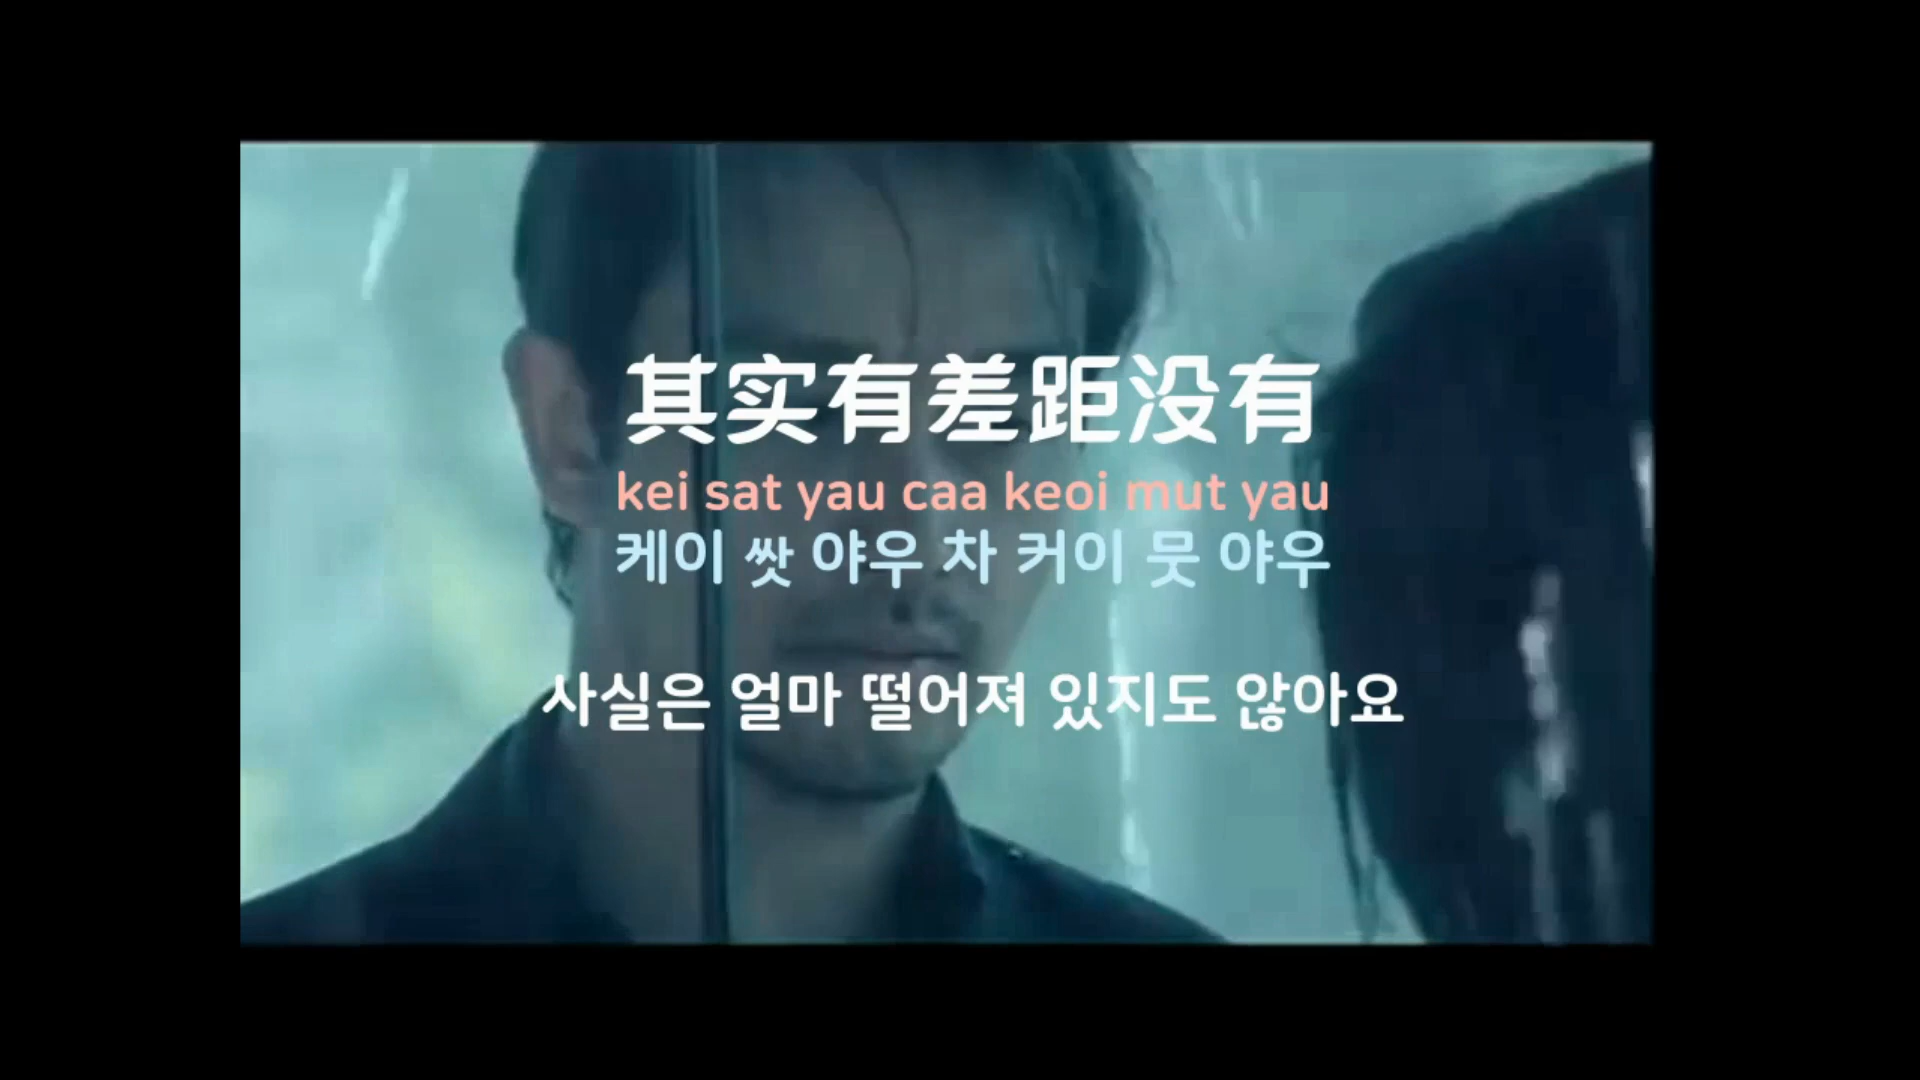 其实有差距没有
kei sat yau caa keoi mut yau
케이 쌋 야우 차 커이 뭇 야우
사실은 얼마 떨어져 있지도 않아요